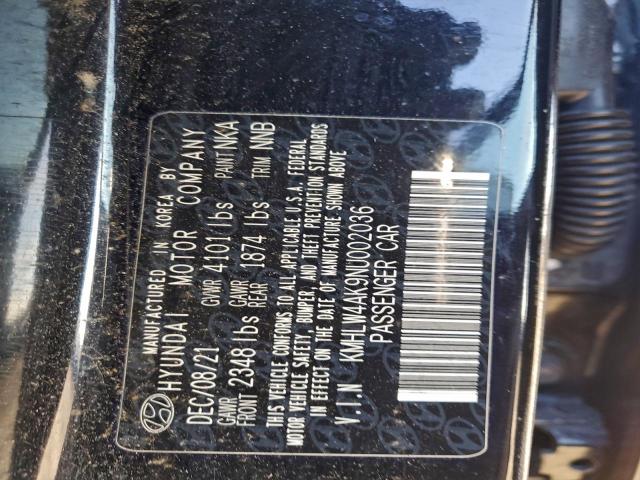 MANUFACTURED IN KOREA BY
HYUNDAI MOTOR COMPANY
DEC/08/21 GVWR 4101 lbs PAINT NKA
GAWR FRONT 2348 lbs GAWR REAR 1874 lbs TRIM NNB
THIS VEHICLE CONFORMS TO ALL APPLICABLE U.S.A. FEDERAL
MOTOR VEHICLE SAFETY, BUMPER, AND THEFT PREVENTION STANDARDS
IN EFFECT ON THE DATE OF MANUFACTURE SHOWN ABOVE
V.I.N KMHLW4AK9NU002036
PASSENGER CAR